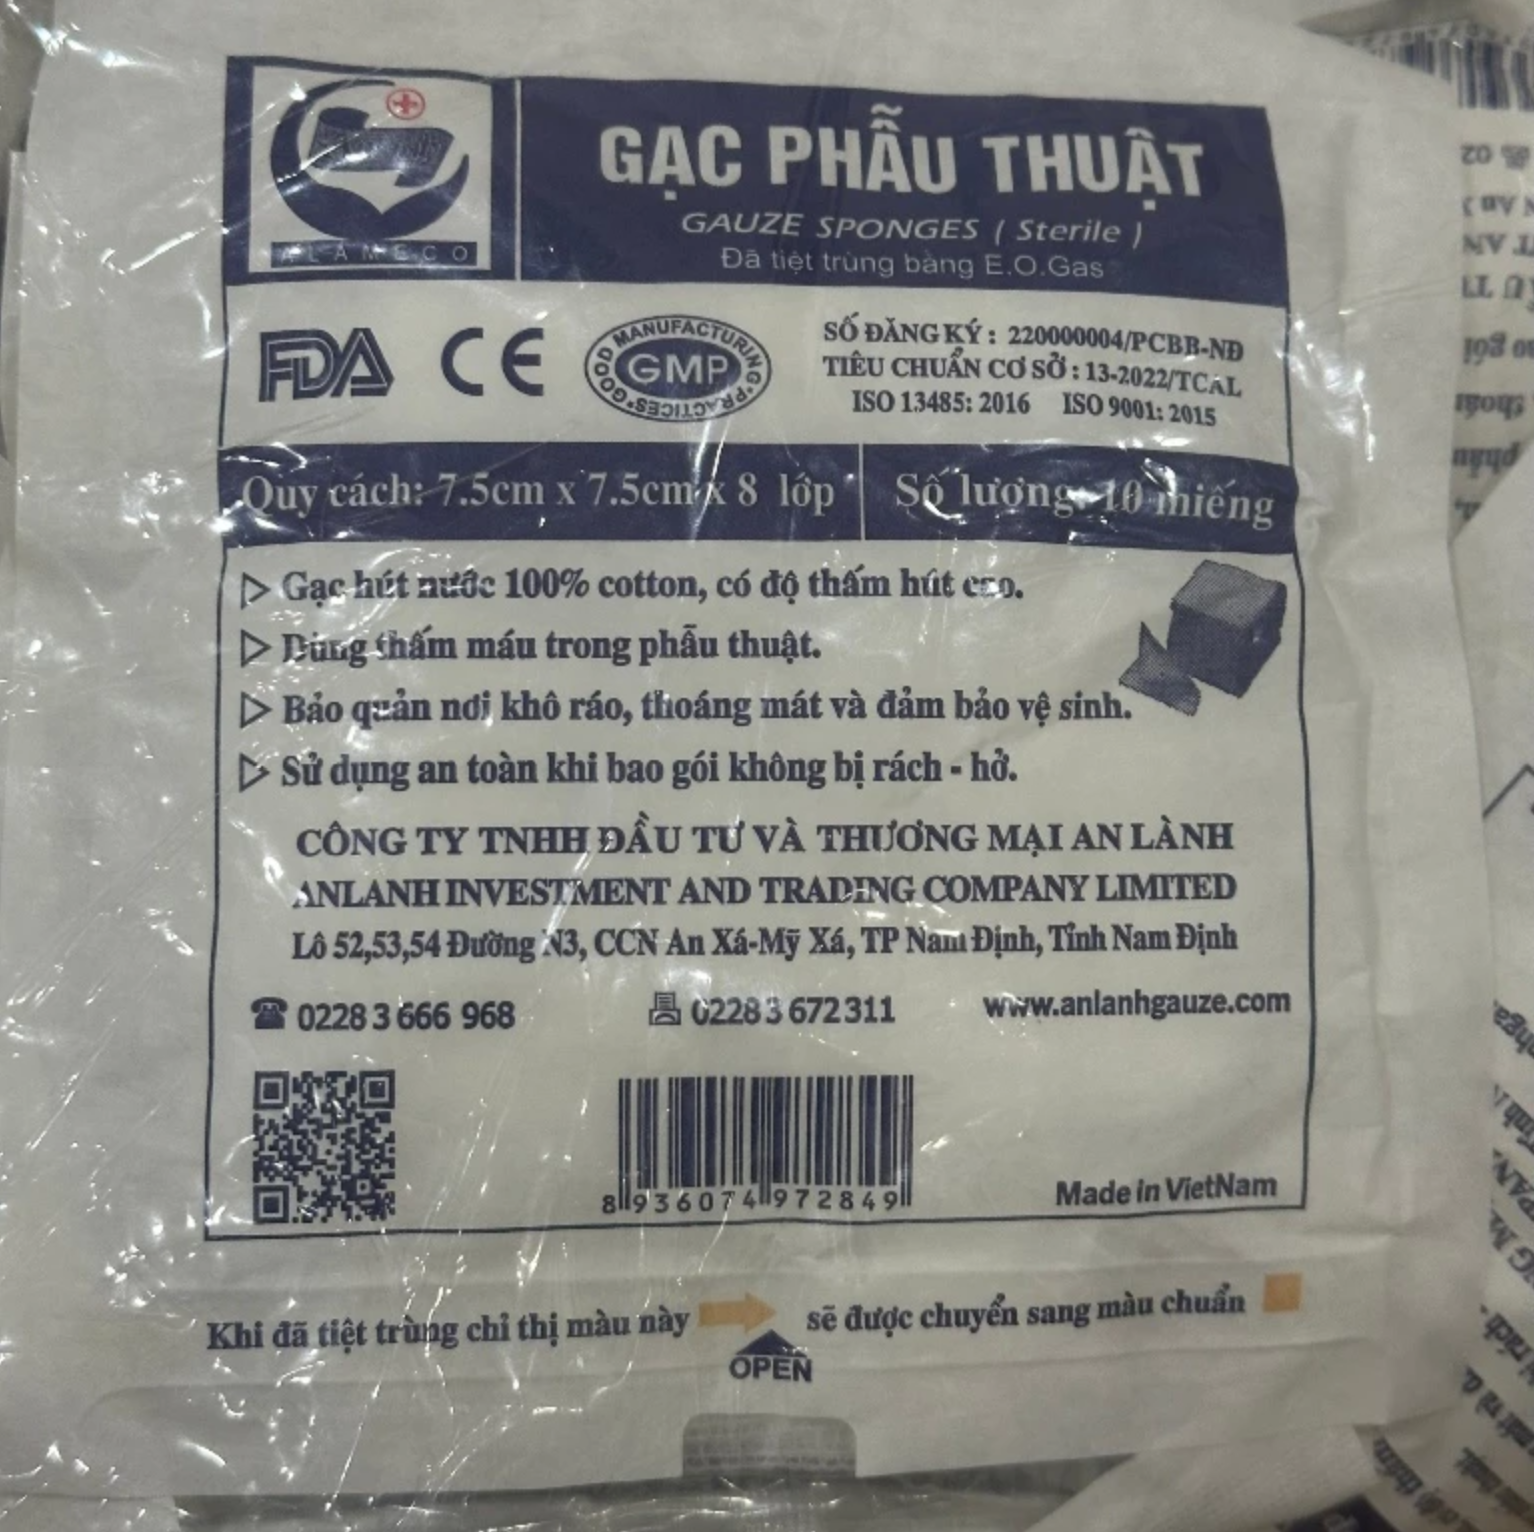 GẠC PHẪU THUẬT
GAUZE SPONGES ( Sterile )
Đã tiệt trùng bằng E.O.Gas
ALAMECO
FDA CE GOOD MANUFACTURING PRACTICES GMP
SỐ ĐĂNG KÝ : 220000004/PCBB-NĐ
TIÊU CHUẨN CƠ SỞ : 13-2022/TCAL
ISO 13485: 2016 ISO 9001: 2015
Quy cách: 7.5cm x 7.5cm x 8 lớp Số lượng: 10 miếng
Gạc hút nước 100% cotton, có độ thấm hút cao.
Dùng thấm máu trong phẫu thuật.
Bảo quản nơi khô ráo, thoáng mát và đảm bảo vệ sinh.
Sử dụng an toàn khi bao gói không bị rách - hở.
CÔNG TY TNHH ĐẦU TƯ VÀ THƯƠNG MẠI AN LÀNH
ANLANH INVESTMENT AND TRADING COMPANY LIMITED
Lô 52,53,54 Đường N3, CCN An Xá-Mỹ Xá, TP Nam Định, Tỉnh Nam Định
0228 3 666 968 0228 3 672 311 www.anlanhgauze.com
8 936074 972849
Made in VietNam
Khi đã tiệt trùng chỉ thị màu này sẽ được chuyển sang màu chuẩn
OPEN